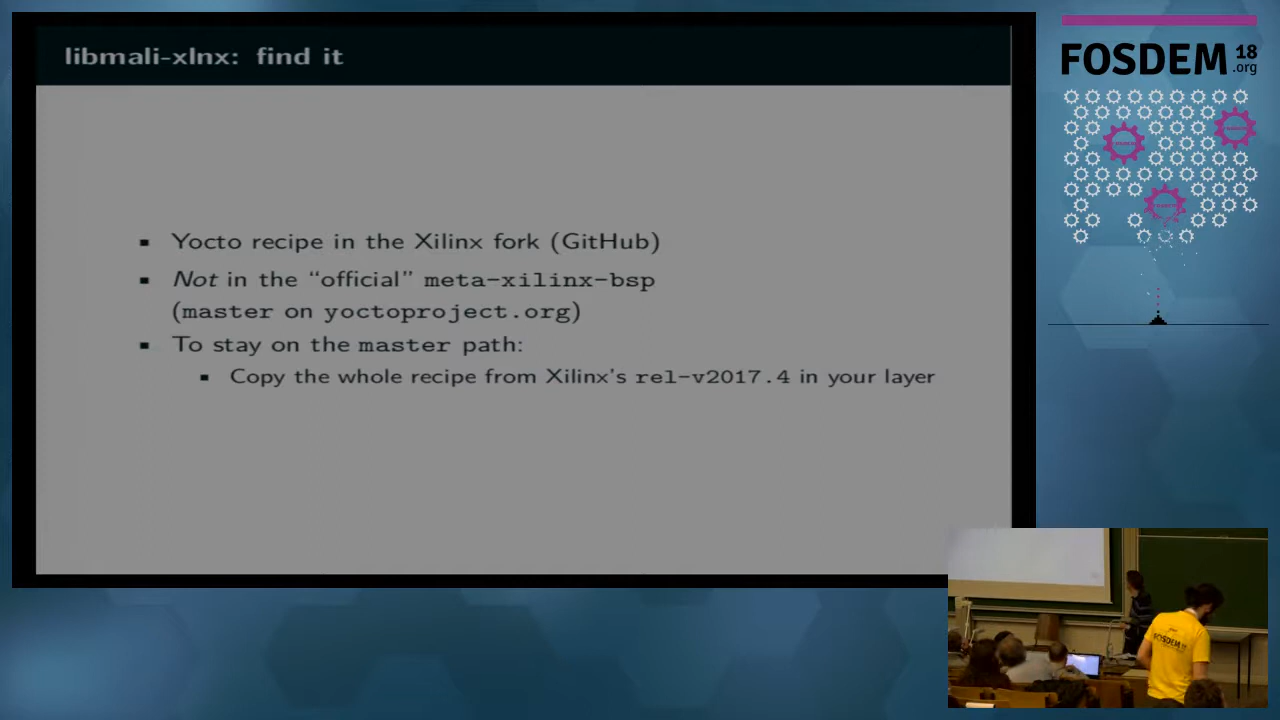 libmali-xlnx: find it
Yocto recipe in the Xilinx fork (GitHub)
Not in the “official” meta-xilinx-bsp
(master on yoctoproject.org)
To stay on the master path:
Copy the whole recipe from Xilinx's rel-v2017.4 in your layer
FOSDEM 18
.org
FOSDEM